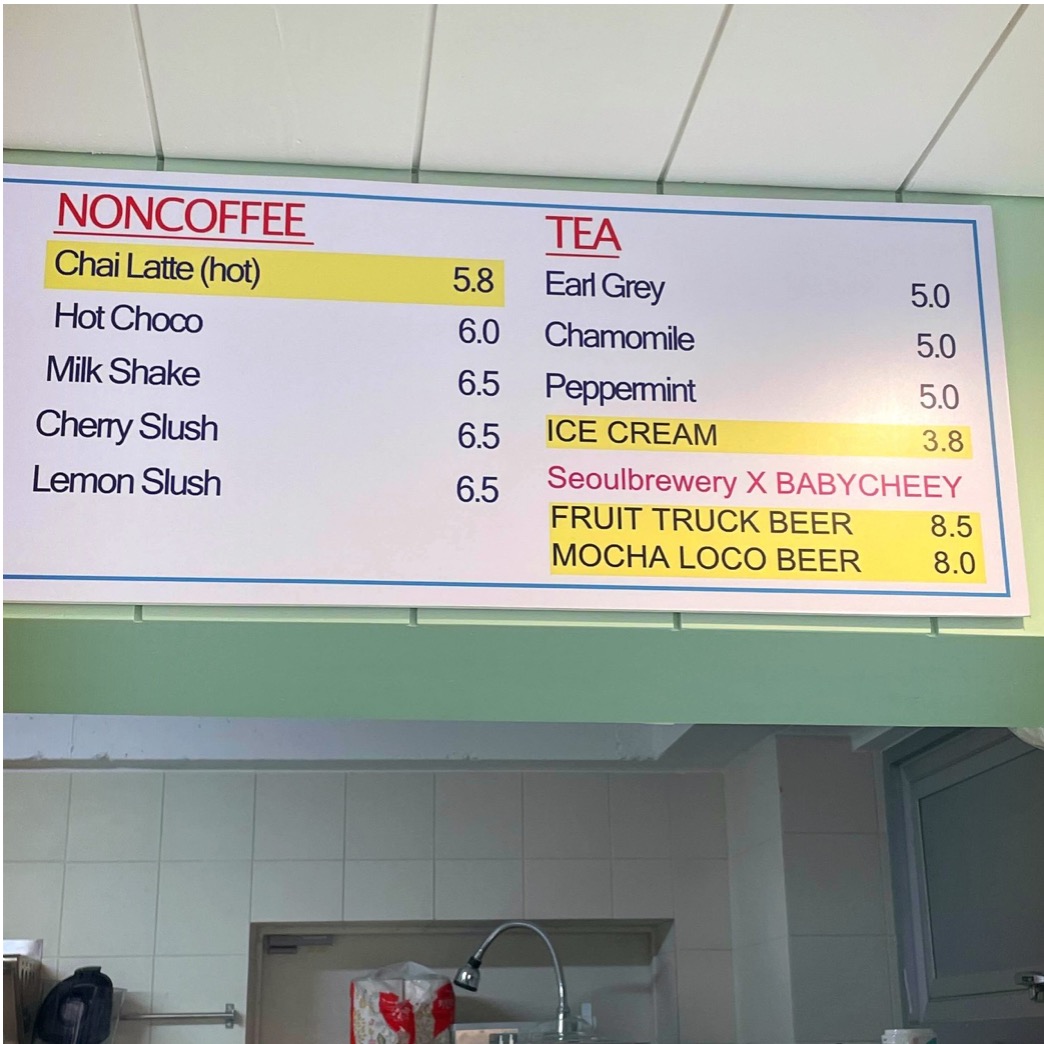 NONCOFFEE
Chai Latte (hot) 5.8
Hot Choco 6.0
Milk Shake 6.5
Cherry Slush 6.5
Lemon Slush 6.5
TEA
Earl Grey 5.0
Chamomile 5.0
Peppermint 5.0
ICE CREAM 3.8
Seoulbrewery X BABYCHEEY
FRUIT TRUCK BEER 8.5
MOCHA LOCO BEER 8.0